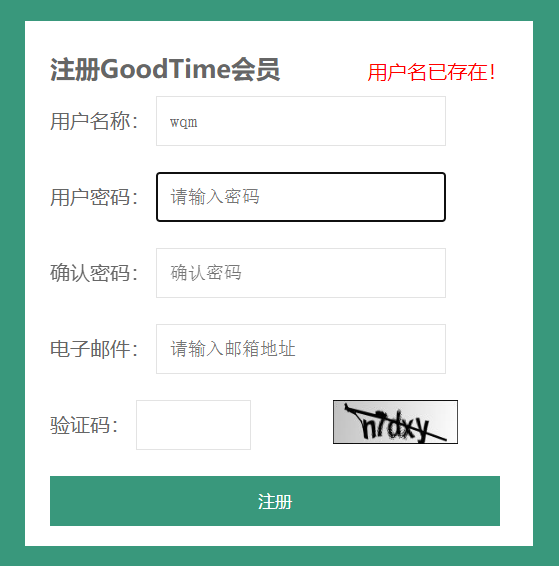 注册GoodTime会员
用户名已存在!
用户名称：
wqm
用户密码：
请输入密码
确认密码：
确认密码
电子邮件：
请输入邮箱地址
验证码：
注册